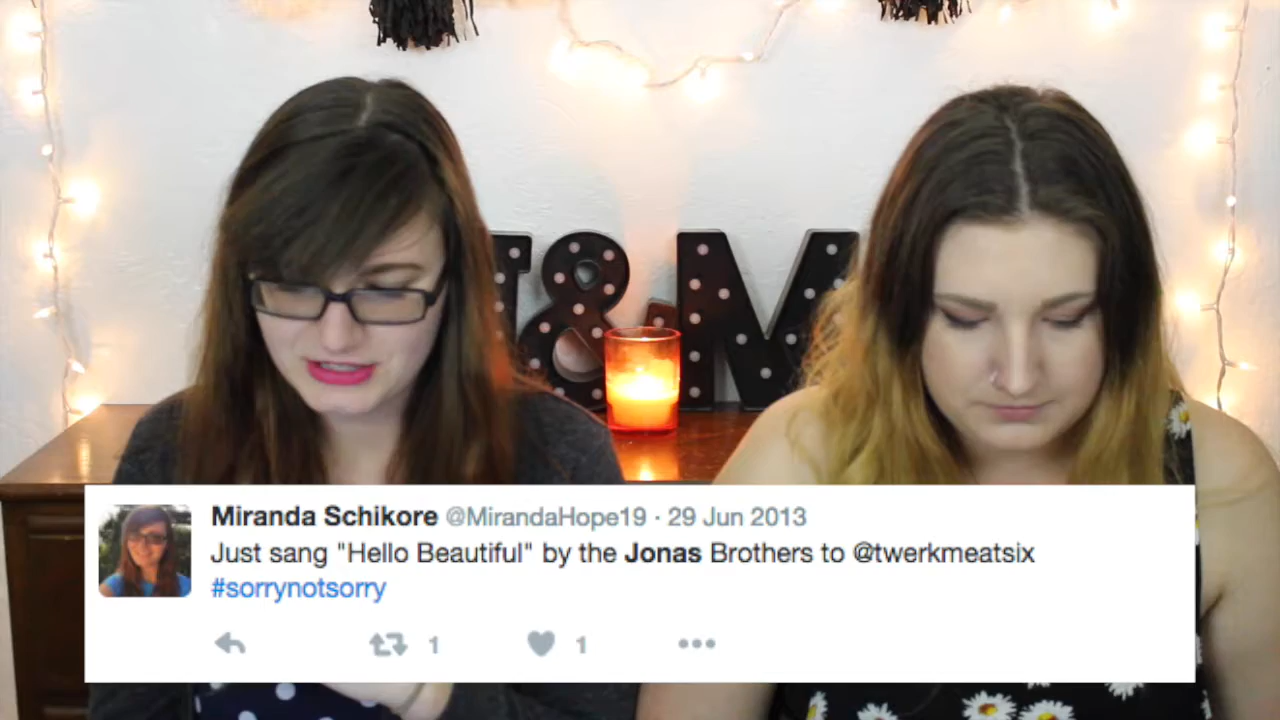 &M
Miranda Schikore @MirandaHope19 · 29 Jun 2013
Just sang "Hello Beautiful" by the Jonas Brothers to @twerkmeatsix
#sorrynotsorry
1 1